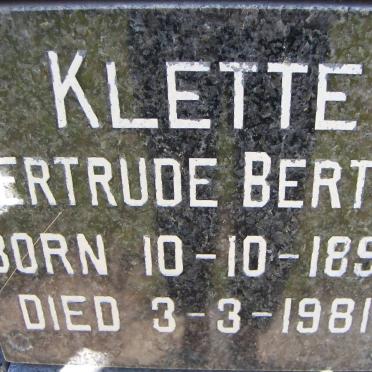 KLETTE
ERTRUDE BERT
BORN 10-10-189
DIED 3-3-1981